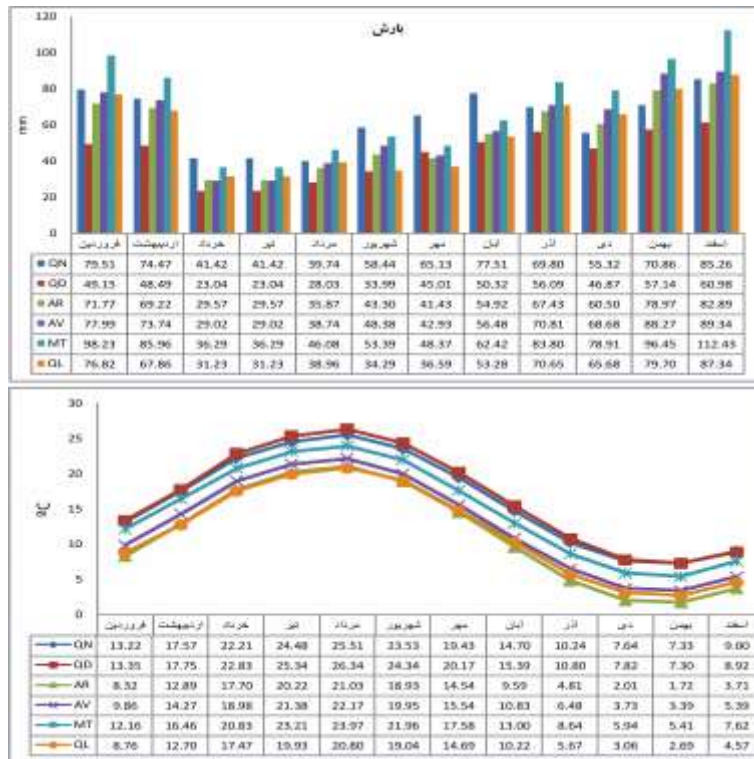 بارش
120
100
80
60
40
20
0
mm
فروردین اردیبهشت خرداد تیر مرداد شهریور مهر آبان آذر دی بهمن اسفند
QN 79.51 74.47 41.42 41.42 39.74 58.44 65.13 77.51 69.80 55.32 70.86 85.26
QD 49.15 48.49 23.04 23.04 28.03 33.99 45.01 50.32 56.09 46.87 57.14 60.98
AR 71.77 69.22 29.57 29.57 35.87 43.30 41.43 54.92 67.43 60.50 78.97 82.89
AV 77.99 73.74 29.02 29.02 38.74 48.38 42.93 56.48 70.81 68.68 88.27 89.34
MT 98.23 85.96 36.29 36.29 46.08 53.39 48.37 62.42 83.80 78.91 96.45 112.43
QL 76.82 67.86 31.23 31.23 38.96 34.29 36.59 53.28 70.65 65.68 79.70 87.34
30
25
20
15
10
5
0
ºC
فروردین اردیبهشت خرداد تیر مرداد شهریور مهر آبان آذر دی بهمن اسفند
QN 13.22 17.57 22.21 24.48 25.51 23.53 19.43 14.70 10.24 7.64 7.33
QD 13.35 17.75 22.83 25.34 26.34 24.34 20.17 15.39 10.80 7.82 7.30 8.92
AR 8.32 12.89 17.70 20.22 21.03 18.93 14.54 9.59 4.81 2.01 1.72 3.71
AV 9.86 14.27 18.98 21.38 22.17 19.95 15.54 10.83 6.48 3.73 3.39 5.39
MT 12.16 16.46 20.83 23.21 23.97 21.96 17.58 13.00 8.64 5.94 5.41 7.62
QL 8.76 12.70 17.47 19.93 20.80 19.04 14.69 10.22 5.67 3.06 2.69 4.57